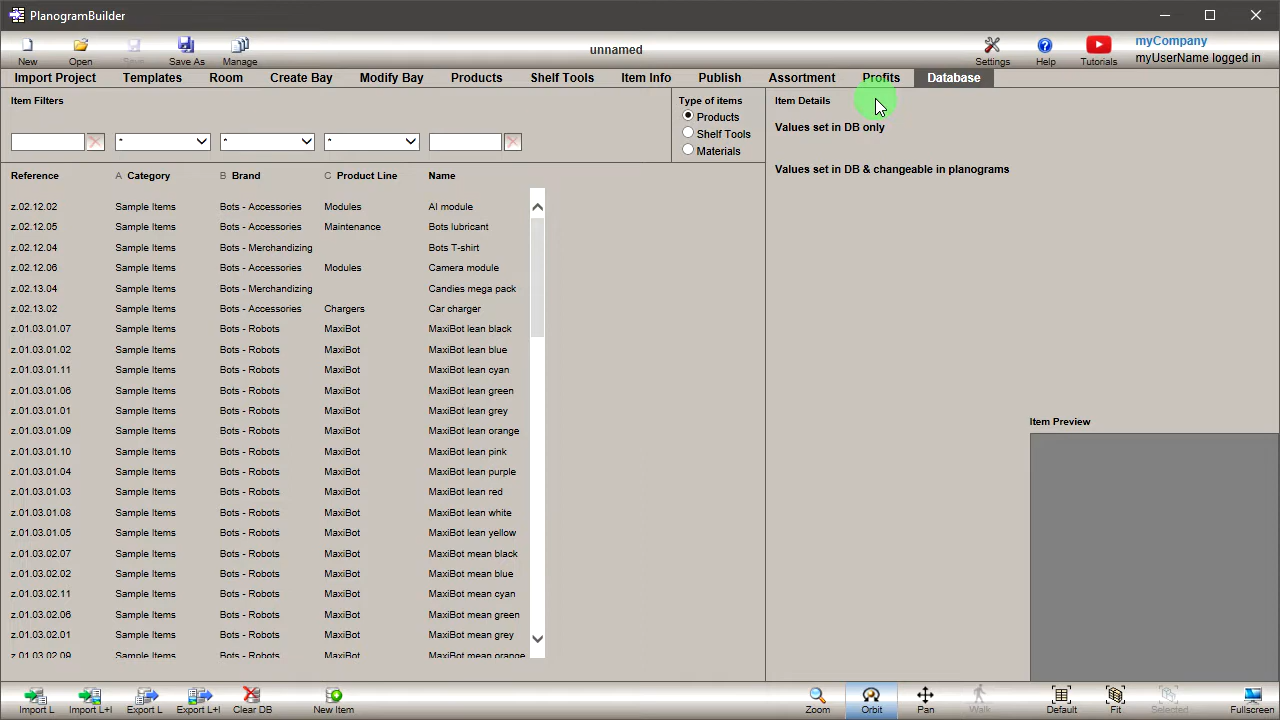 PlanogramBuilder
New
Open
Save
Save As
Manage
unnamed
Settings
Help
Tutorials
myCompany
myUserName logged in
Import Project
Templates
Room
Create Bay
Modify Bay
Products
Shelf Tools
Item Info
Publish
Assortment
Profits
Database
Item Filters
*
*
*
Type of items
Products
Shelf Tools
Materials
Item Details
Values set in DB only
Values set in DB & changeable in planograms
Reference A Category B Brand C Product Line Name
z.02.12.02 Sample Items Bots - Accessories Modules AI module
z.02.12.05 Sample Items Bots - Accessories Maintenance Bots lubricant
z.02.12.04 Sample Items Bots - Merchandizing Bots T-shirt
z.02.12.06 Sample Items Bots - Accessories Modules Camera module
z.02.13.04 Sample Items Bots - Merchandizing Candies mega pack
z.02.13.02 Sample Items Bots - Accessories Chargers Car charger
z.01.03.01.07 Sample Items Bots - Robots MaxiBot MaxiBot lean black
z.01.03.01.02 Sample Items Bots - Robots MaxiBot MaxiBot lean blue
z.01.03.01.11 Sample Items Bots - Robots MaxiBot MaxiBot lean cyan
z.01.03.01.06 Sample Items Bots - Robots MaxiBot MaxiBot lean green
z.01.03.01.01 Sample Items Bots - Robots MaxiBot MaxiBot lean grey
z.01.03.01.09 Sample Items Bots - Robots MaxiBot MaxiBot lean orange
z.01.03.01.10 Sample Items Bots - Robots MaxiBot MaxiBot lean pink
z.01.03.01.04 Sample Items Bots - Robots MaxiBot MaxiBot lean purple
z.01.03.01.03 Sample Items Bots - Robots MaxiBot MaxiBot lean red
z.01.03.01.08 Sample Items Bots - Robots MaxiBot MaxiBot lean white
z.01.03.01.05 Sample Items Bots - Robots MaxiBot MaxiBot lean yellow
z.01.03.02.07 Sample Items Bots - Robots MaxiBot MaxiBot mean black
z.01.03.02.02 Sample Items Bots - Robots MaxiBot MaxiBot mean blue
z.01.03.02.11 Sample Items Bots - Robots MaxiBot MaxiBot mean cyan
z.01.03.02.06 Sample Items Bots - Robots MaxiBot MaxiBot mean green
z.01.03.02.01 Sample Items Bots - Robots MaxiBot MaxiBot mean grey
z.01.03.02.09 Sample Items Bots - Robots MaxiBot MaxiBot mean orange
Item Preview
Import L
Import L+I
Export L
Export L+I
Clear DB
New Item
Zoom
Orbit
Pan
Walk
Default
Fit
Selected
Fullscreen